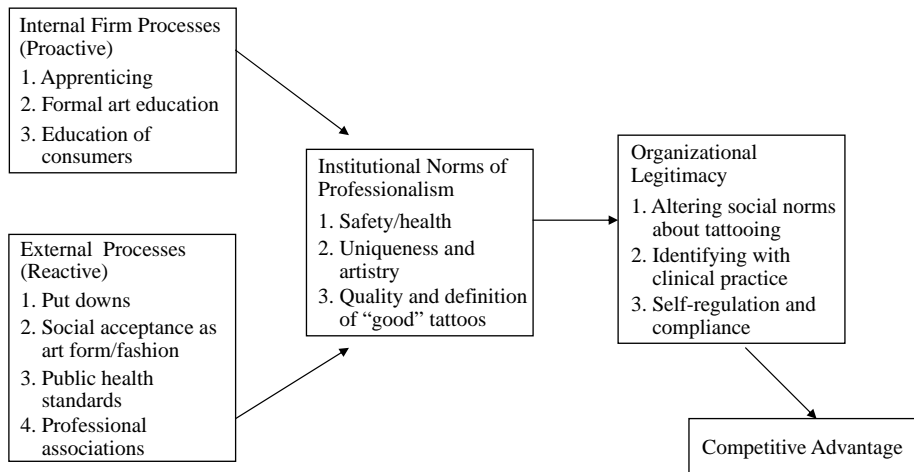 Internal Firm Processes
(Proactive)
1. Apprenticing
2. Formal art education
3. Education of
consumers
External Processes
(Reactive)
1. Put downs
2. Social acceptance as
art form/fashion
3. Public health
standards
4. Professional
associations
Institutional Norms of
Professionalism
1. Safety/health
2. Uniqueness and
artistry
3. Quality and definition
of “good” tattoos
Organizational
Legitimacy
1. Altering social norms
about tattooing
2. Identifying with
clinical practice
3. Self-regulation and
compliance
Competitive Advantage